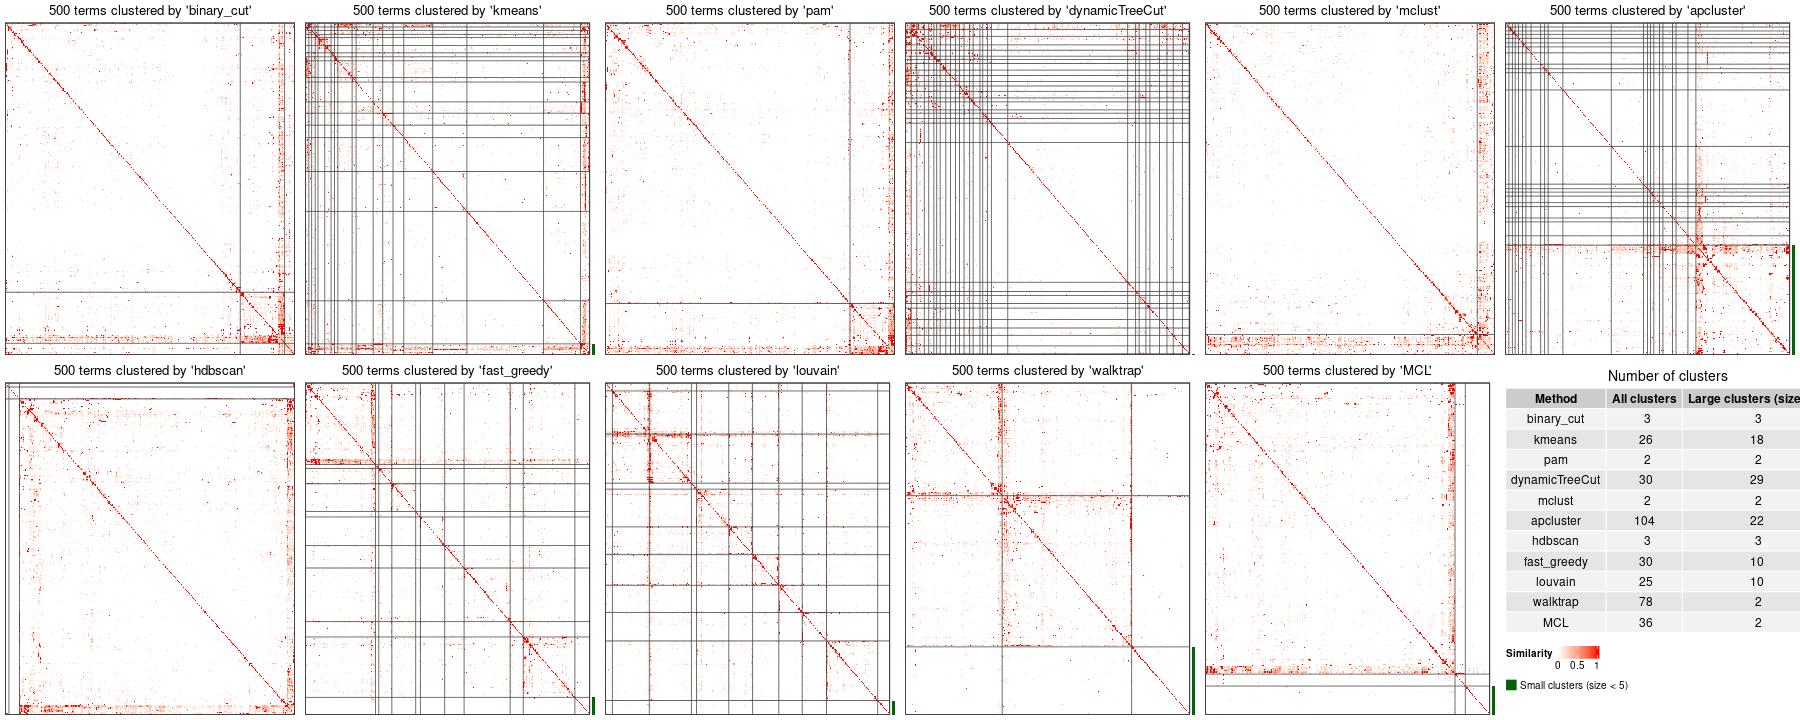 500 terms clustered by 'binary_cut'
500 terms clustered by 'kmeans'
500 terms clustered by 'pam'
500 terms clustered by 'dynamicTreeCut'
500 terms clustered by 'mclust'
500 terms clustered by 'apcluster'
500 terms clustered by 'hdbscan'
500 terms clustered by 'fast_greedy'
500 terms clustered by 'louvain'
500 terms clustered by 'walktrap'
500 terms clustered by 'MCL'
Number of clusters
Method All clusters Large clusters (size
binary_cut 3 3
kmeans 26 18
pam 2 2
dynamicTreeCut 30 29
mclust 2 2
apcluster 104 22
hdbscan 3 3
fast_greedy 30 10
louvain 25 10
walktrap 78 2
MCL 36 2
Similarity
0 0.5 1
Small clusters (size < 5)